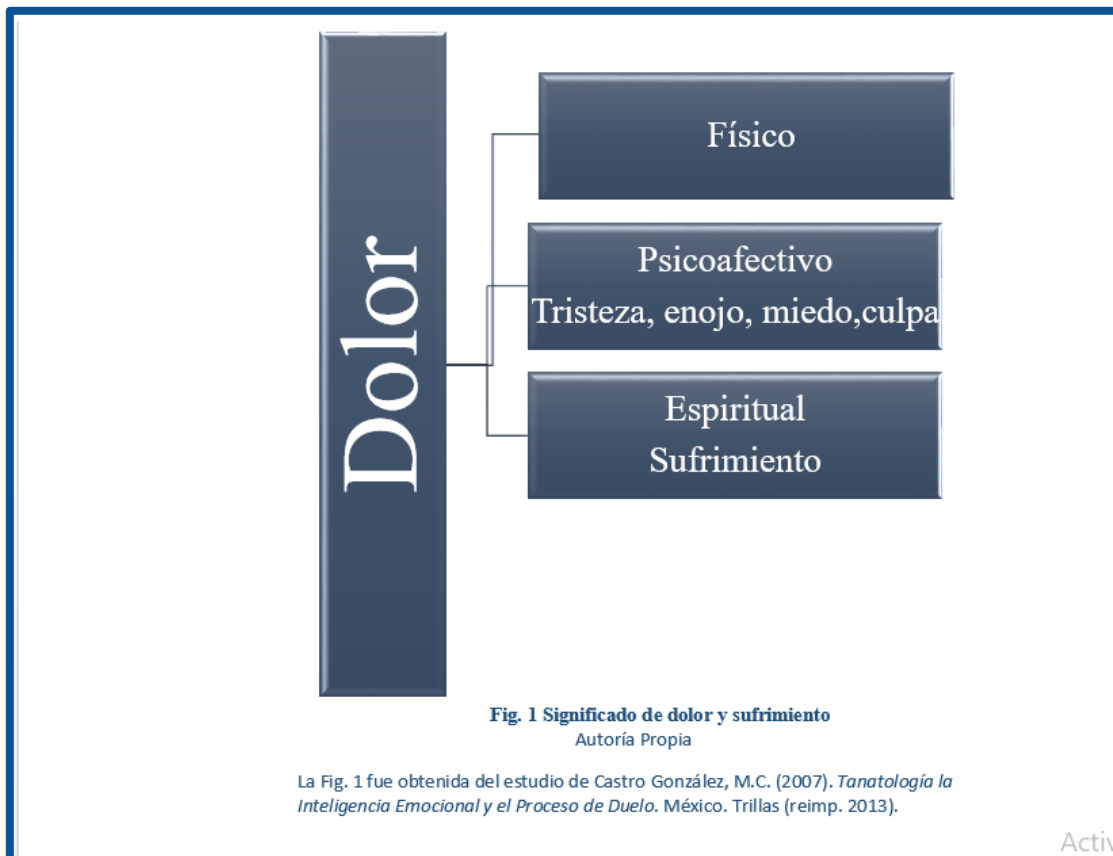 Dolor
Físico
Psicoafectivo
Tristeza, enojo, miedo,culpa
Espiritual
Sufrimiento
Fig. 1 Significado de dolor y sufrimiento
Autoría Propia
La Fig. 1 fue obtenida del estudio de Castro González, M.C. (2007). Tanatología la
Inteligencia Emocional y el Proceso de Duelo. México. Trillas (reimp. 2013).
Activ